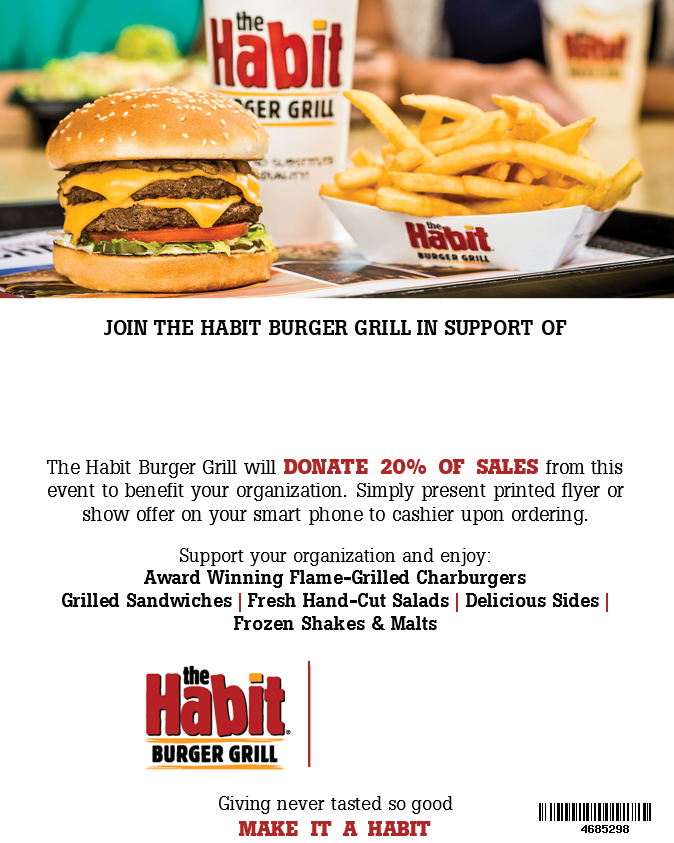 the
Habit
BURGER GRILL
Habit
the
Habit
BURGER GRILL
JOIN THE HABIT BURGER GRILL IN SUPPORT OF
The Habit Burger Grill will DONATE 20% OF SALES from this
event to benefit your organization. Simply present printed flyer or
show offer on your smart phone to cashier upon ordering.
Support your organization and enjoy:
Award Winning Flame-Grilled Charburgers
Grilled Sandwiches | Fresh Hand-Cut Salads | Delicious Sides |
Frozen Shakes & Malts
the
Habit®
BURGER GRILL
Giving never tasted so good
MAKE IT A HABIT
4685298